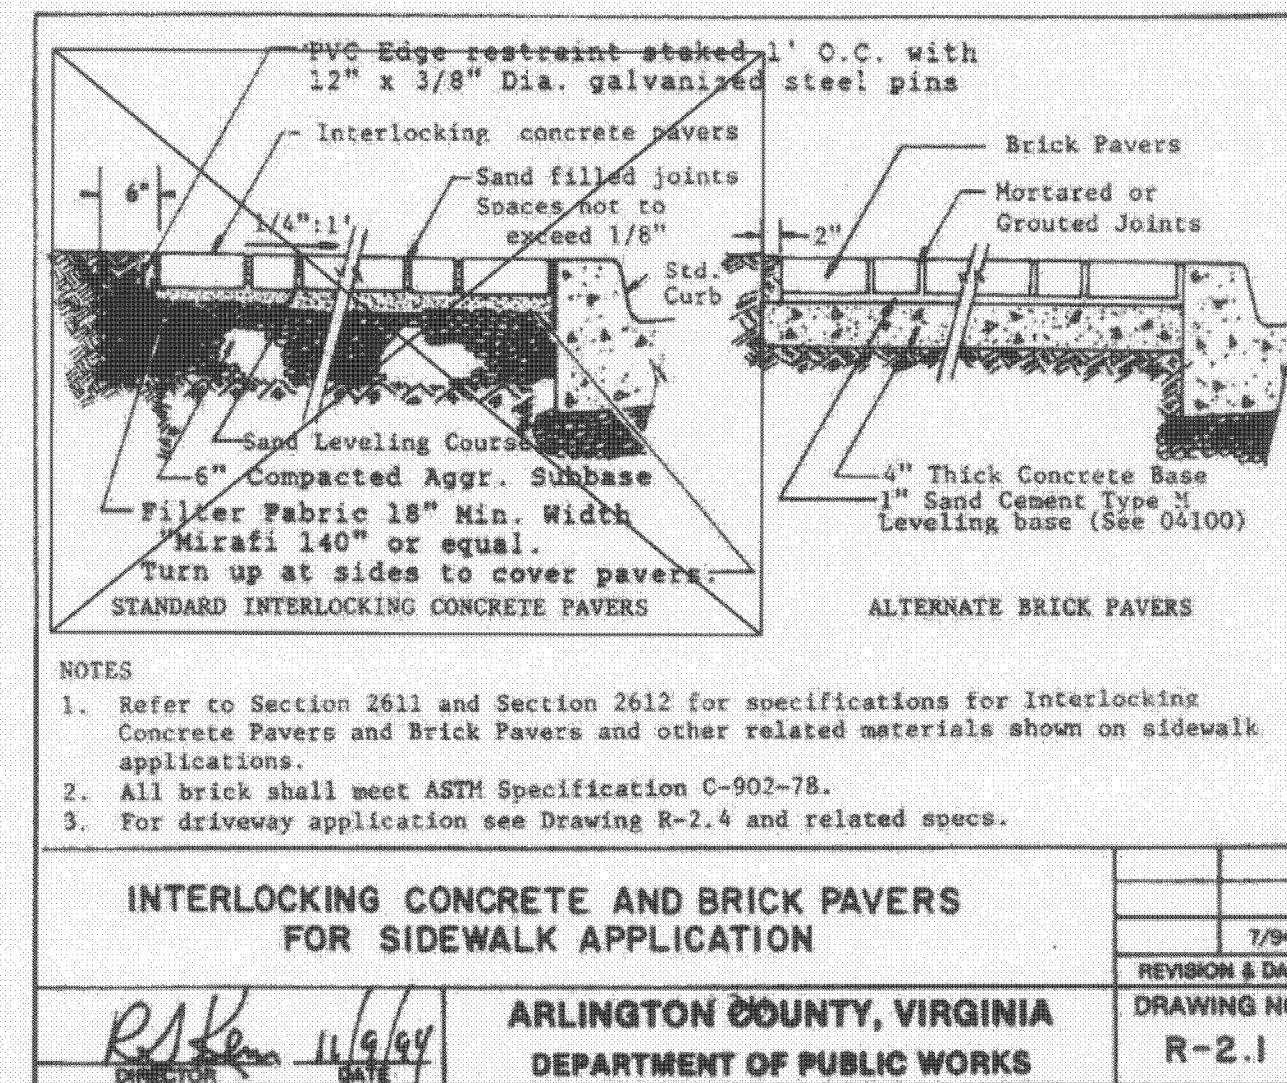 PVC Edge restraint staked 1' O.C. with
12" x 3/8" Dia. galvanized steel pins
Interlocking concrete pavers
Sand filled joints
Spaces not to
exceed 1/8"
6"
1/4":1'
Std.
Curb
Sand Leveling Course
6" Compacted Aggr. Subbase
Filter Fabric 18" Min. Width
"Mirafi 140" or equal.
Turn up at sides to cover pavers.
STANDARD INTERLOCKING CONCRETE PAVERS
Brick Pavers
Mortared or
Grouted Joints
2"
4" Thick Concrete Base
1" Sand Cement Type M
Leveling base (See 04100)
ALTERNATE BRICK PAVERS
NOTES
1. Refer to Section 2611 and Section 2612 for specifications for Interlocking
Concrete Pavers and Brick Pavers and other related materials shown on sidewalk
applications.
2. All brick shall meet ASTM Specification C-902-78.
3. For driveway application see Drawing R-2.4 and related specs.
INTERLOCKING CONCRETE AND BRICK PAVERS
FOR SIDEWALK APPLICATION
7/9
REVISION & DA
11/9/94
DIRECTOR DATE
ARLINGTON COUNTY, VIRGINIA
DEPARTMENT OF PUBLIC WORKS
DRAWING N
R-2.1